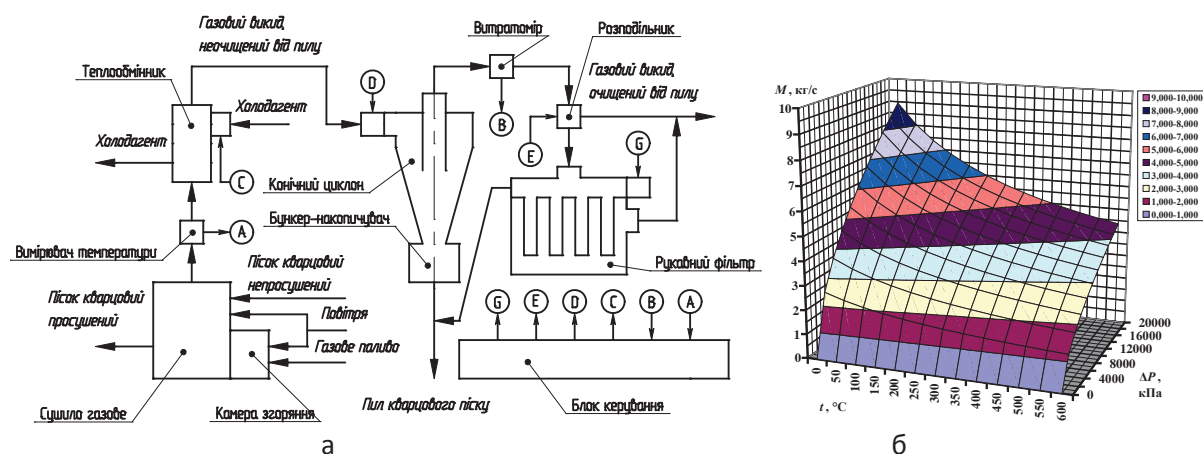 Газовий викид,
неочищений від пилу
Теплообмінник
Холодагент
Холодагент
C
Вимірювач температури
A
Пісок кварцовий
просушений
Пісок кварцовий
непросушений
Повітря
Газове паливо
Сушило газове
Камера згоряння
D
Конічний циклон
Бункер-накопичувач
Пил кварцового піску
Витратомір
B
Розподільник
Газовий викид,
очищений від пилу
E
G
Рукавний фільтр
G E D C B A
Блок керування
а
M, кг/с
10
9
8
7
6
5
4
3
2
1
0
0 50 100 150 200 250 300 350 400 450 500 550 600
t, °C
20000
16000
12000
8000
4000
0
ΔP,
кПа
9,000-10,000
8,000-9,000
7,000-8,000
6,000-7,000
5,000-6,000
4,000-5,000
3,000-4,000
2,000-3,000
1,000-2,000
0,000-1,000
б